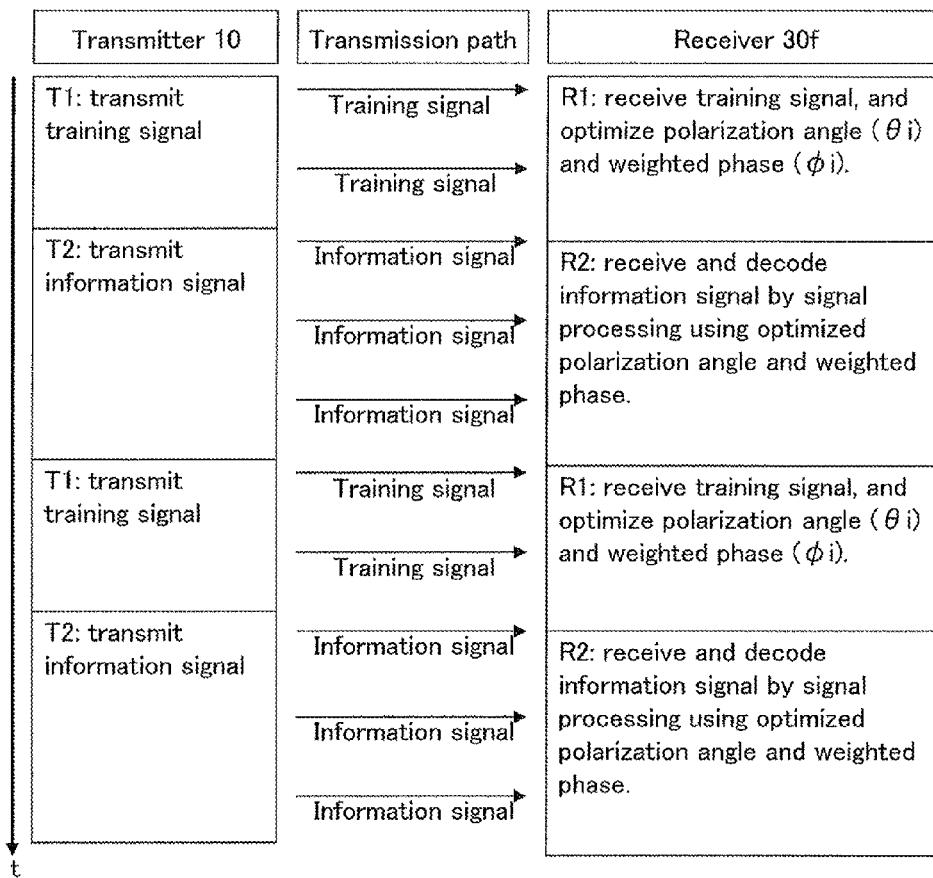 Transmitter 10
Transmission path
Receiver 30f
T1: transmit
training signal
Training signal
Training signal
R1: receive training signal, and
optimize polarization angle (θi)
and weighted phase (ϕi).
T2: transmit
information signal
Information signal
Information signal
Information signal
R2: receive and decode
information signal by signal
processing using optimized
polarization angle and weighted
phase.
T1: transmit
training signal
Training signal
Training signal
R1: receive training signal, and
optimize polarization angle (θi)
and weighted phase (ϕi).
T2: transmit
information signal
Information signal
Information signal
Information signal
R2: receive and decode
information signal by signal
processing using optimized
polarization angle and weighted
phase.
t